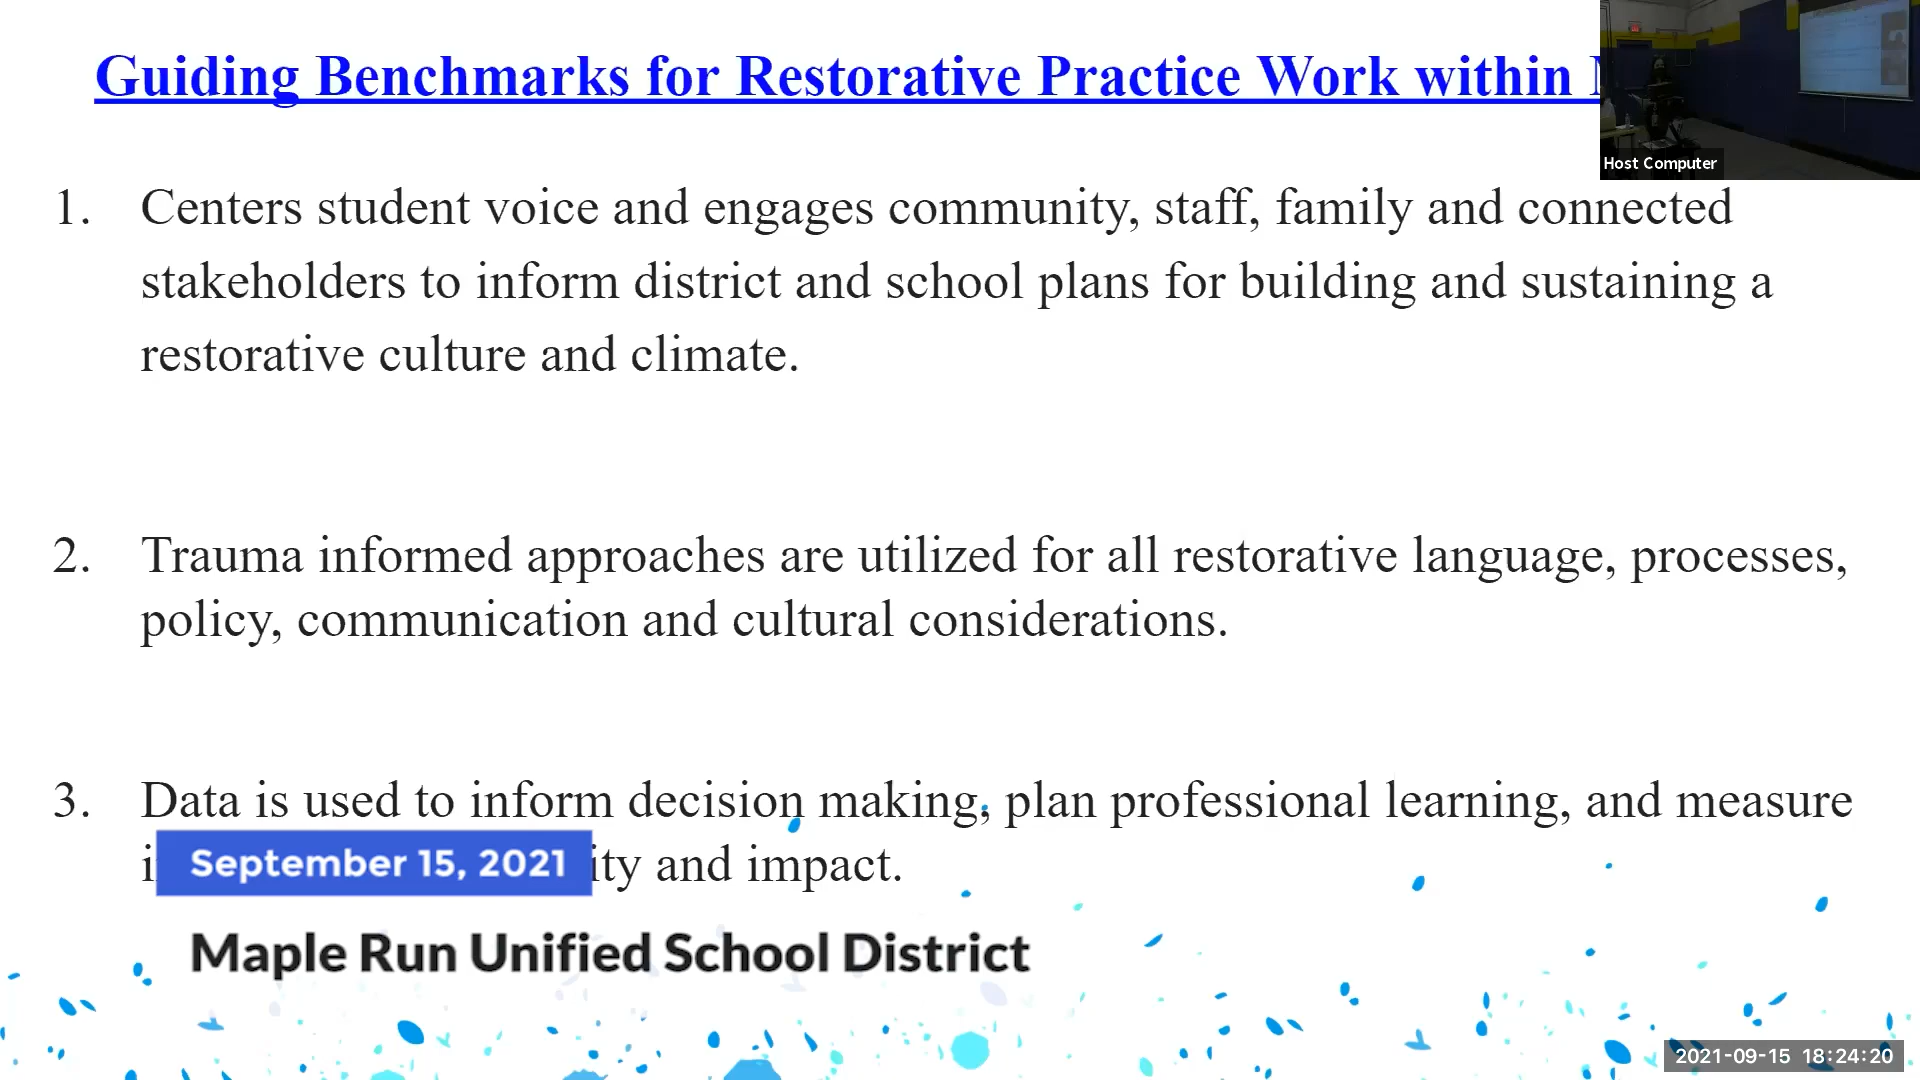 Guiding Benchmarks for Restorative Practice Work within
Host Computer
1. Centers student voice and engages community, staff, family and connected
stakeholders to inform district and school plans for building and sustaining a
restorative culture and climate.
2. Trauma informed approaches are utilized for all restorative language, processes,
policy, communication and cultural considerations.
3. Data is used to inform decision making, plan professional learning, and measure
and impact.
September 15, 2021
Maple Run Unified School District
2021-09-15 18:24:20